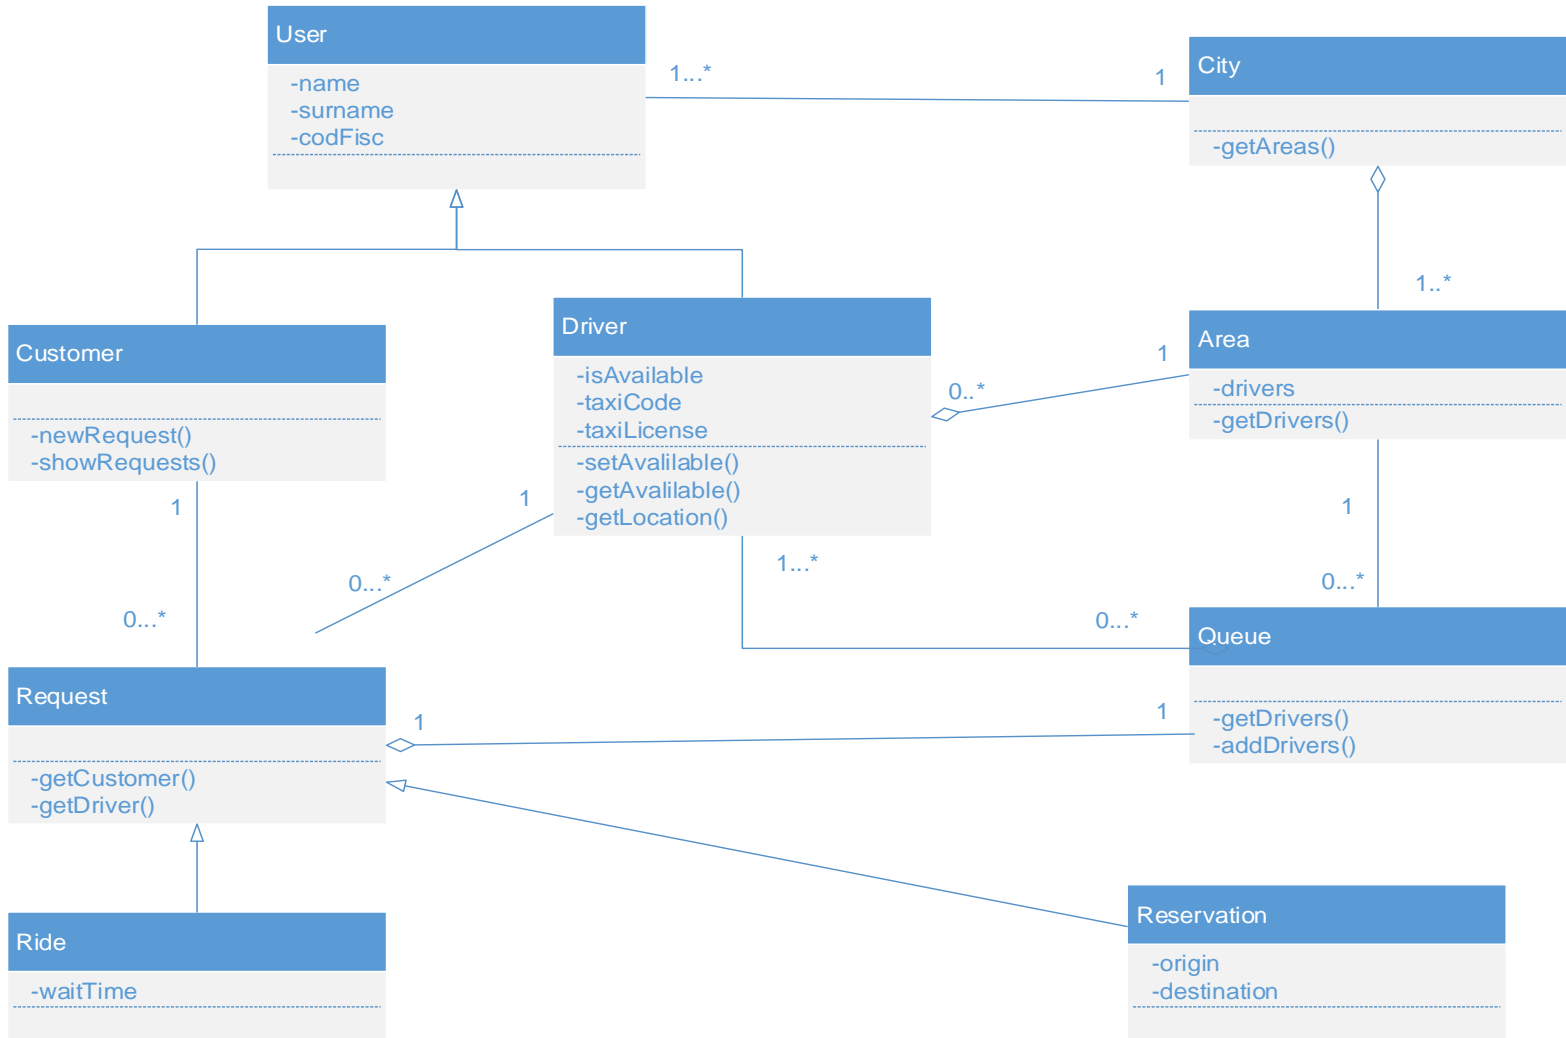 User
-name
-surname
-codFisc
1...*
1
City
-getAreas()
1..*
Customer
-newRequest()
-showRequests()
Driver
-isAvailable
-taxiCode
-taxiLicense
-setAvalilable()
-getAvalilable()
-getLocation()
0..*
1
Area
-drivers
-getDrivers()
1
0...*
1
0...*
1...*
0...*
1
0...*
Queue
-getDrivers()
-addDrivers()
Request
-getCustomer()
-getDriver()
1
1
Ride
-waitTime
Reservation
-origin
-destination